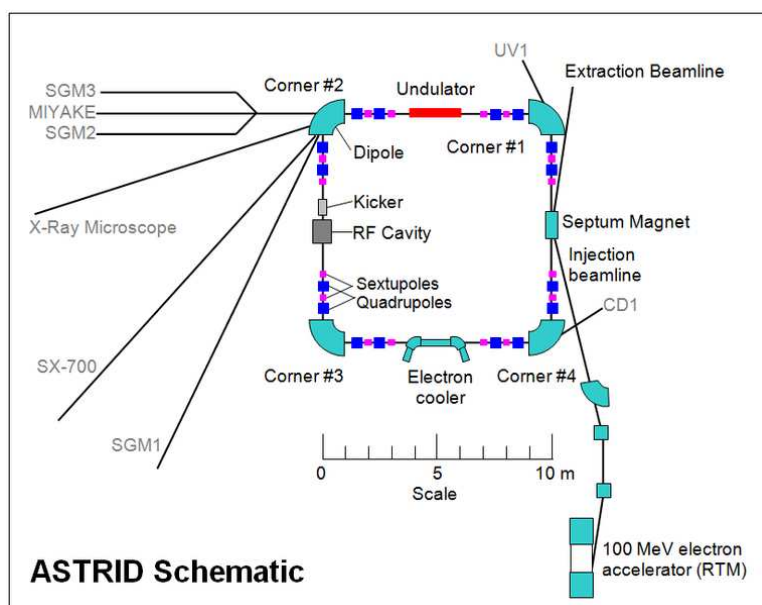 UV1
Extraction Beamline
Corner #2
Undulator
SGM3
MIYAKE
SGM2
Dipole
Corner #1
Kicker
X-Ray Microscope
Septum Magnet
RF Cavity
Injection
beamline
Sextupoles
Quadrupoles
CD1
SX-700
Corner #3
Electron
cooler
Corner #4
SGM1
0
5
10 m
Scale
100 MeV electron
accelerator (RTM)
ASTRID Schematic